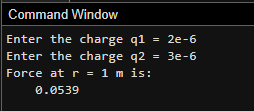 Command Window
Enter the charge q1 = 2e-6
Enter the charge q2 = 3e-6
Force at r = 1 m is:
0.0539